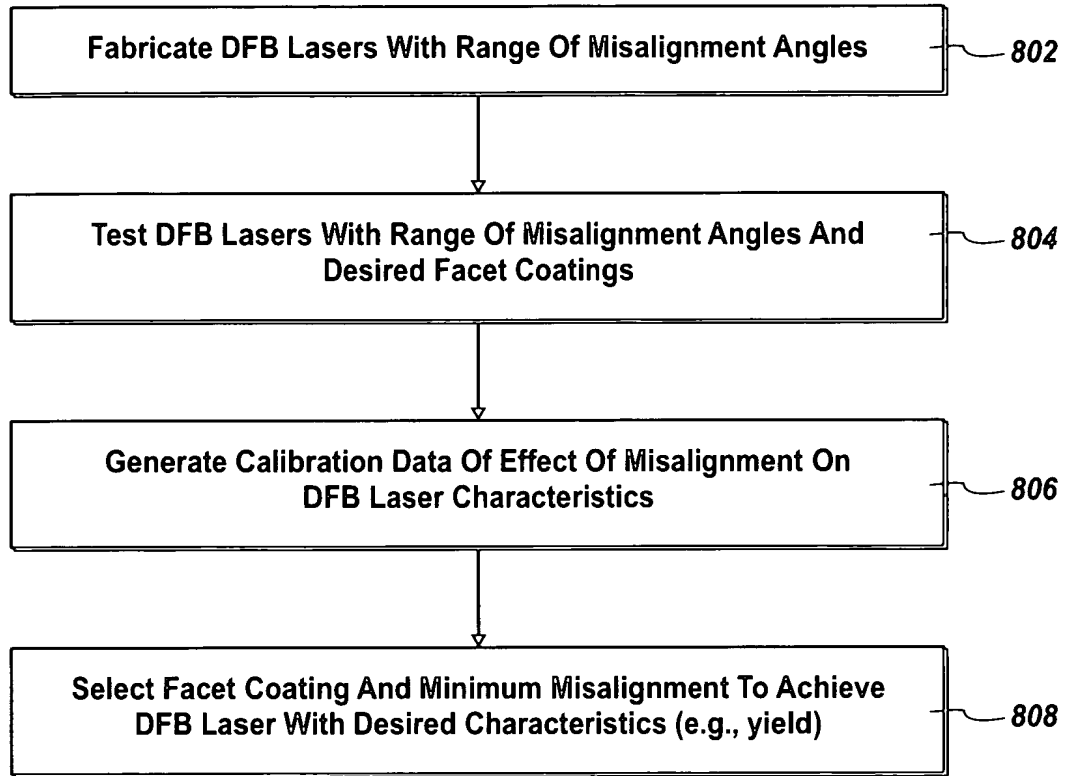 Fabricate DFB Lasers With Range Of Misalignment Angles
802
Test DFB Lasers With Range Of Misalignment Angles And
Desired Facet Coatings
804
Generate Calibration Data Of Effect Of Misalignment On
DFB Laser Characteristics
806
Select Facet Coating And Minimum Misalignment To Achieve
DFB Laser With Desired Characteristics (e.g., yield)
808